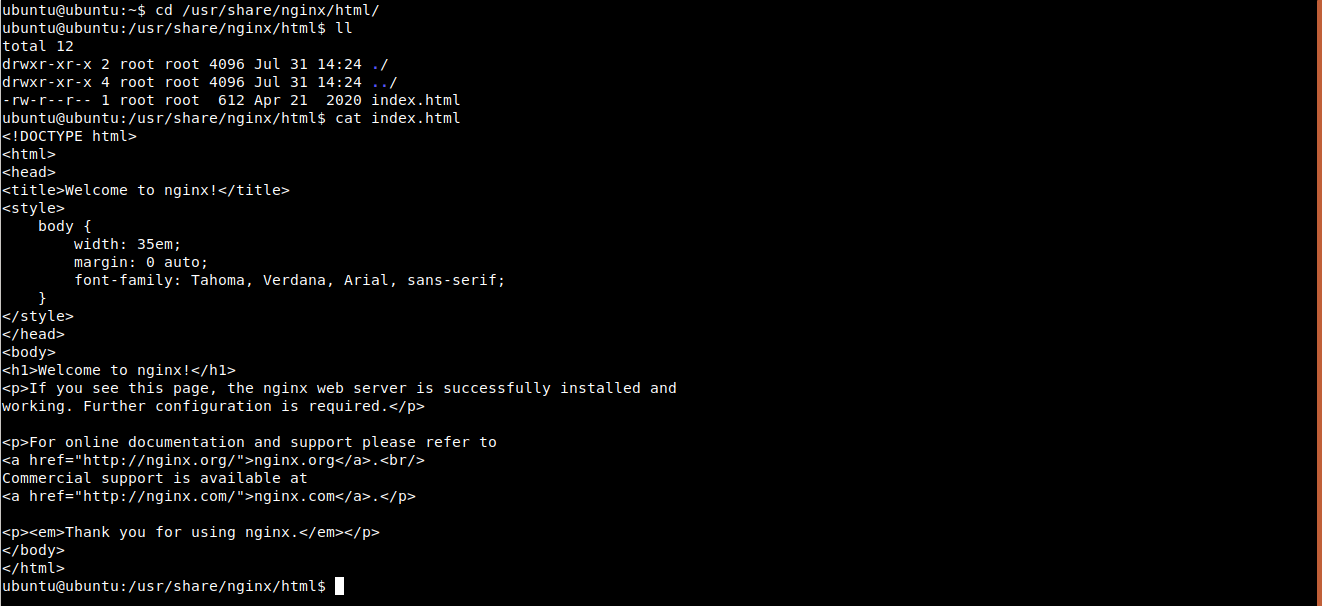 ubuntu@ubuntu:~$ cd /usr/share/nginx/html/
ubuntu@ubuntu:/usr/share/nginx/html$ ll
total 12
drwxr-xr-x 2 root root 4096 Jul 31 14:24 ./
drwxr-xr-x 4 root root 4096 Jul 31 14:24 ../
-rw-r--r-- 1 root root  612 Apr 21  2020 index.html
ubuntu@ubuntu:/usr/share/nginx/html$ cat index.html
<!DOCTYPE html>
<html>
<head>
<title>Welcome to nginx!</title>
<style>
    body {
        width: 35em;
        margin: 0 auto;
        font-family: Tahoma, Verdana, Arial, sans-serif;
    }
</style>
</head>
<body>
<h1>Welcome to nginx!</h1>
<p>If you see this page, the nginx web server is successfully installed and
working. Further configuration is required.</p>

<p>For online documentation and support please refer to
<a href="http://nginx.org/">nginx.org</a>.<br/>
Commercial support is available at
<a href="http://nginx.com/">nginx.com</a>.</p>

<p><em>Thank you for using nginx.</em></p>
</body>
</html>
ubuntu@ubuntu:/usr/share/nginx/html$